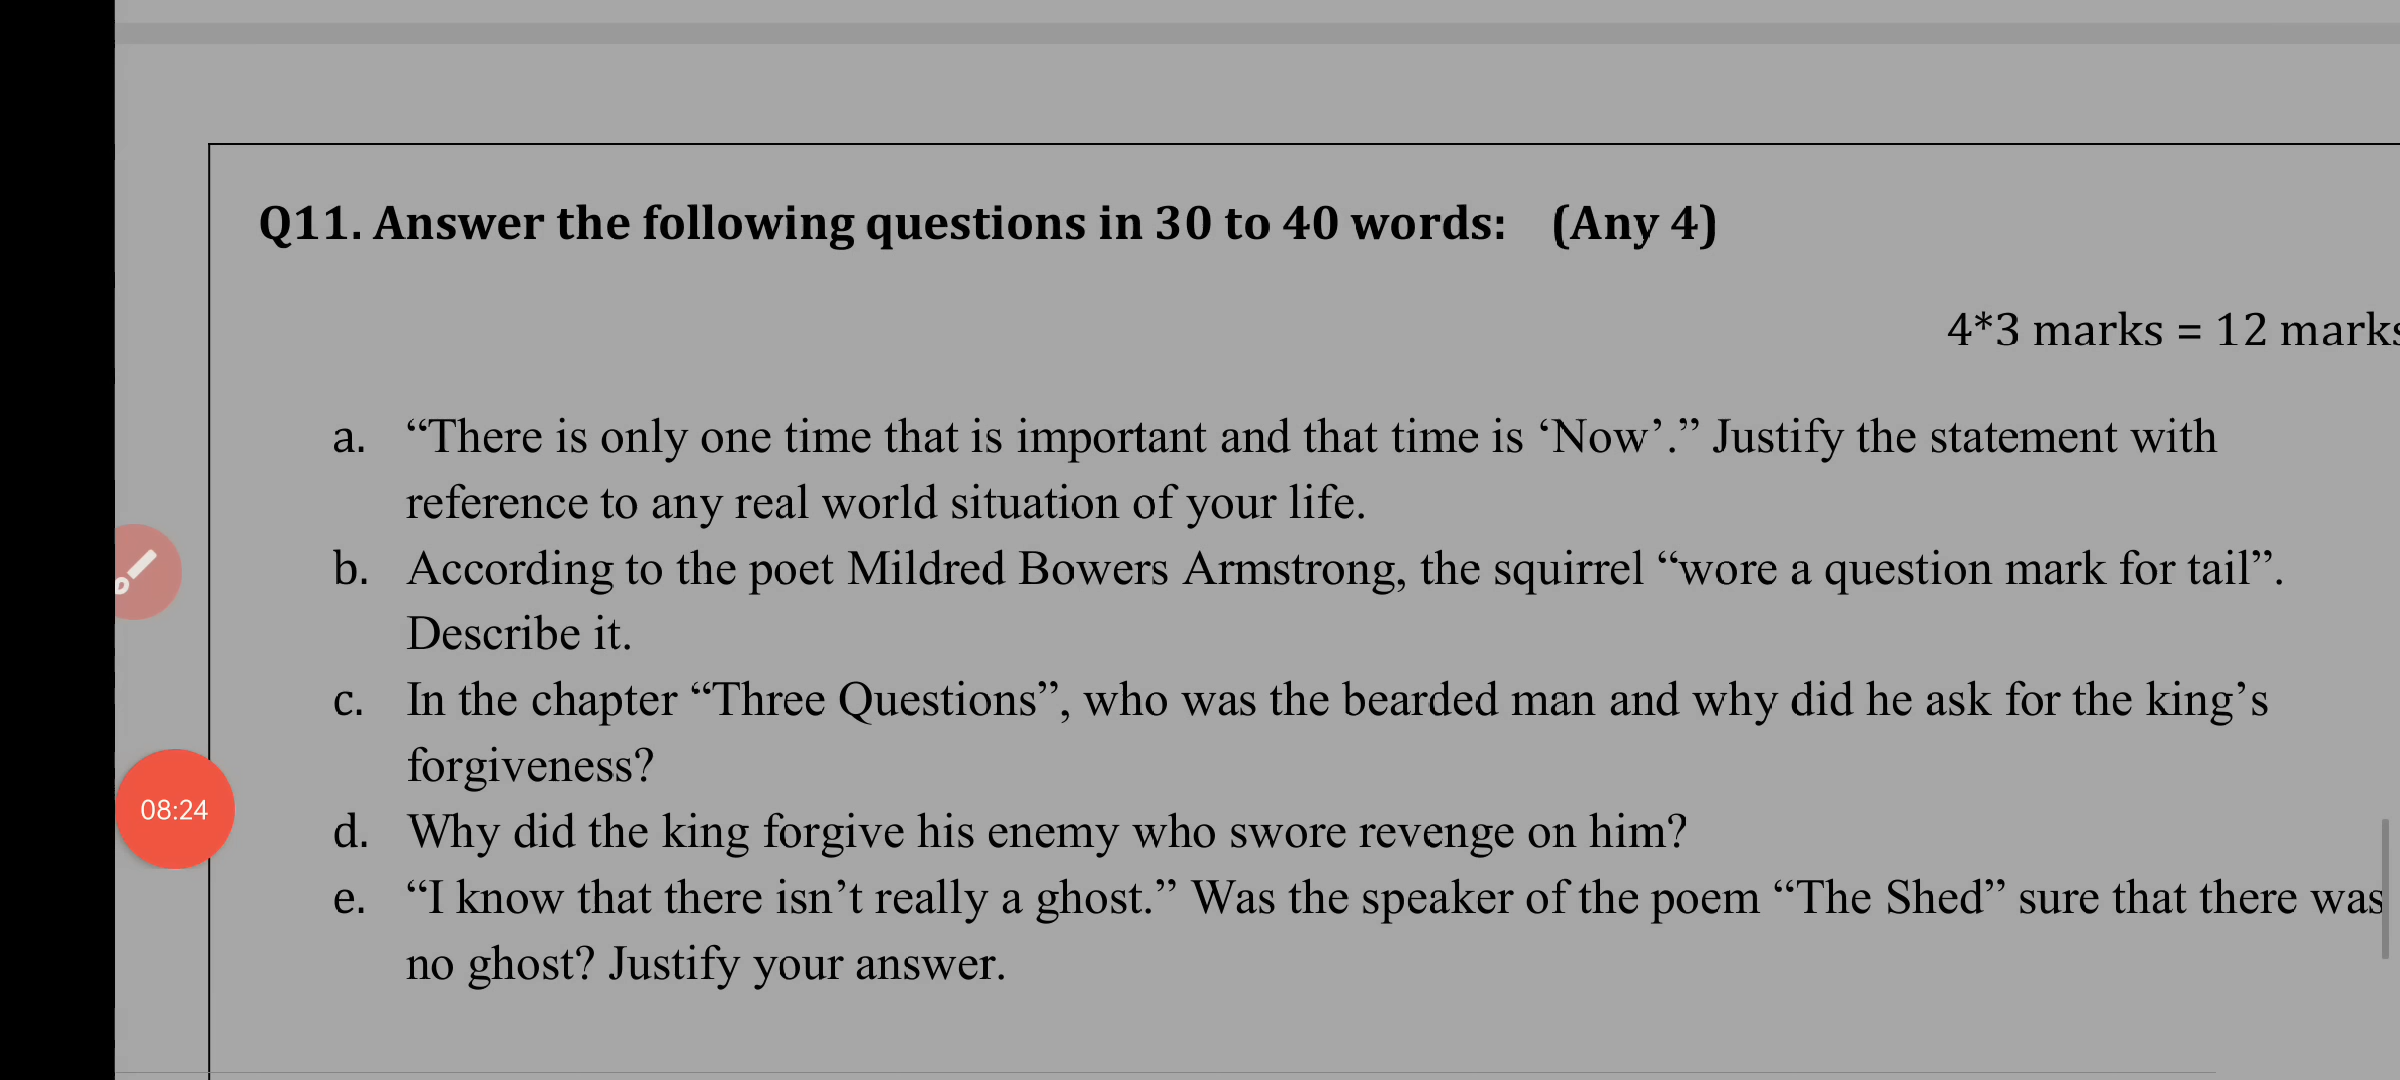 Q11. Answer the following questions in 30 to 40 words: (Any 4)
4*3 marks = 12 marks
a. “There is only one time that is important and that time is ‘Now’.” Justify the statement with
reference to any real world situation of your life.
b. According to the poet Mildred Bowers Armstrong, the squirrel “wore a question mark for tail”.
Describe it.
c. In the chapter “Three Questions”, who was the bearded man and why did he ask for the king’s
forgiveness?
08:24
d. Why did the king forgive his enemy who swore revenge on him?
e. “I know that there isn’t really a ghost.” Was the speaker of the poem “The Shed” sure that there was
no ghost? Justify your answer.